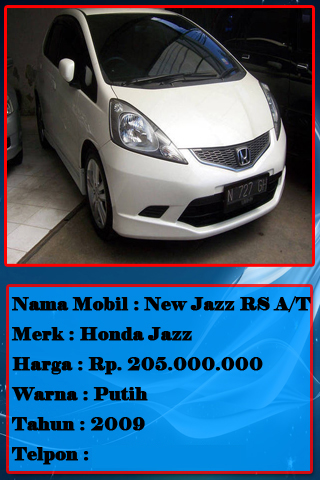 N 727 GH
Nama Mobil : New Jazz RS A/T
Merk : Honda Jazz
Harga : Rp. 205.000.000
Warna : Putih
Tahun : 2009
Telpon :